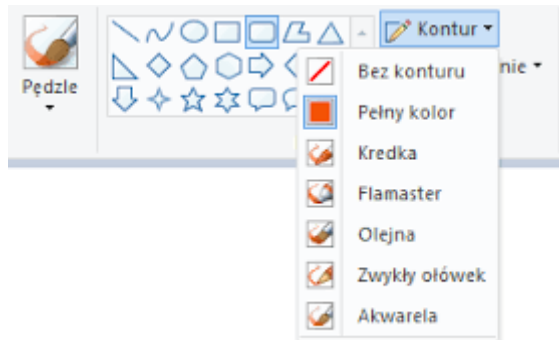 Pędzle
Kontur
nie
Bez konturu
Pełny kolor
Kredka
Flamaster
Olejna
Zwykły ołówek
Akwarela